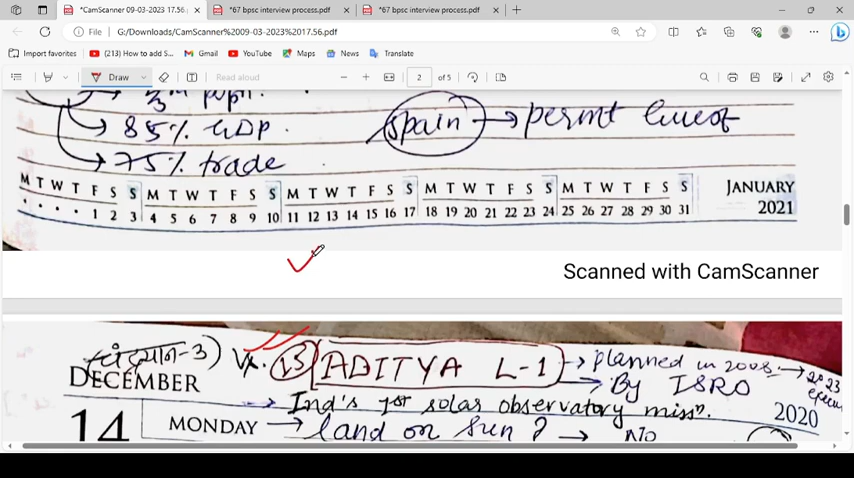 *CamScanner 09-03-2023 17.56.p
*67 bpsc interview process.pdf
*67 bpsc interview process.pdf
File
G:/Downloads/CamScanner%2009-03-2023%2017.56.pdf
Import favorites
(213) How to add S...
Gmail
YouTube
Maps
News
Translate
Draw
Read aloud
2
of 5
85% GDP.
75% trade
spain → permt
M T W T F S S M T W T F S S M T W T F S S M T W T F S S M T W T F S S
JANUARY
1 2 3 4 5 6 7 8 9 10 11 12 13 14 15 16 17 18 19 20 21 22 23 24 25 26 27 28 29 30 31
2021
Scanned with CamScanner
13 ADITYA L-1 → planned in 2008 → 2023
DECEMBER
→ By ISRO
→ Ind's 1st solar observatory missn.
2020
14
MONDAY
→ land on Sun ? → No